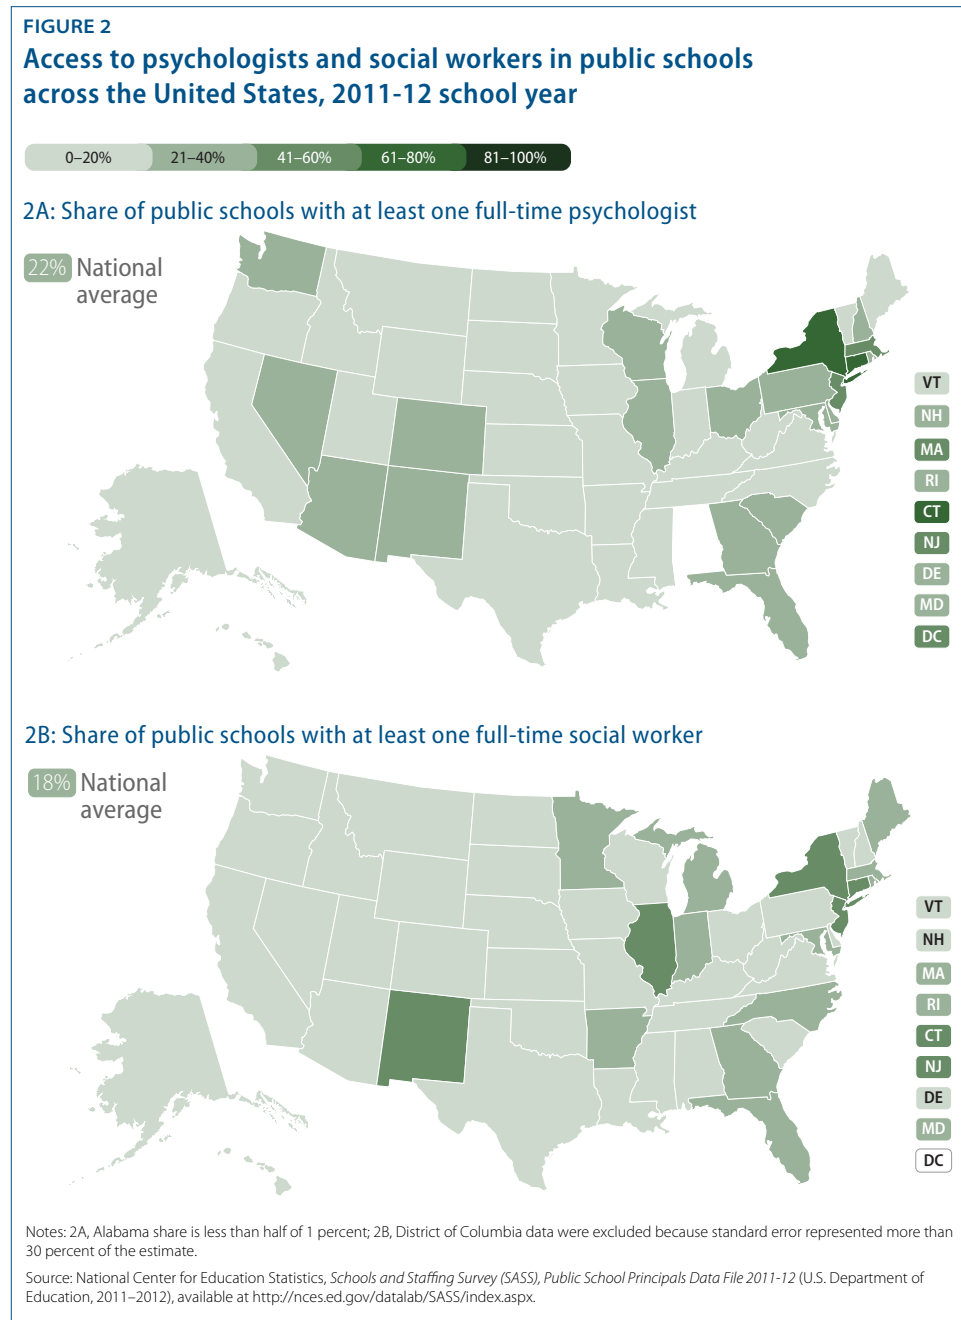 FIGURE 2
Access to psychologists and social workers in public schools
across the United States, 2011-12 school year
0–20% 21–40% 41–60% 61–80% 81–100%
2A: Share of public schools with at least one full-time psychologist
22% National
average
VT
NH
MA
RI
CT
NJ
DE
MD
DC
2B: Share of public schools with at least one full-time social worker
18% National
average
VT
NH
MA
RI
CT
NJ
DE
MD
DC
Notes: 2A, Alabama share is less than half of 1 percent; 2B, District of Columbia data were excluded because standard error represented more than
30 percent of the estimate.
Source: National Center for Education Statistics, Schools and Staffing Survey (SASS), Public School Principals Data File 2011-12 (U.S. Department of
Education, 2011–2012), available at http://nces.ed.gov/datalab/SASS/index.aspx.